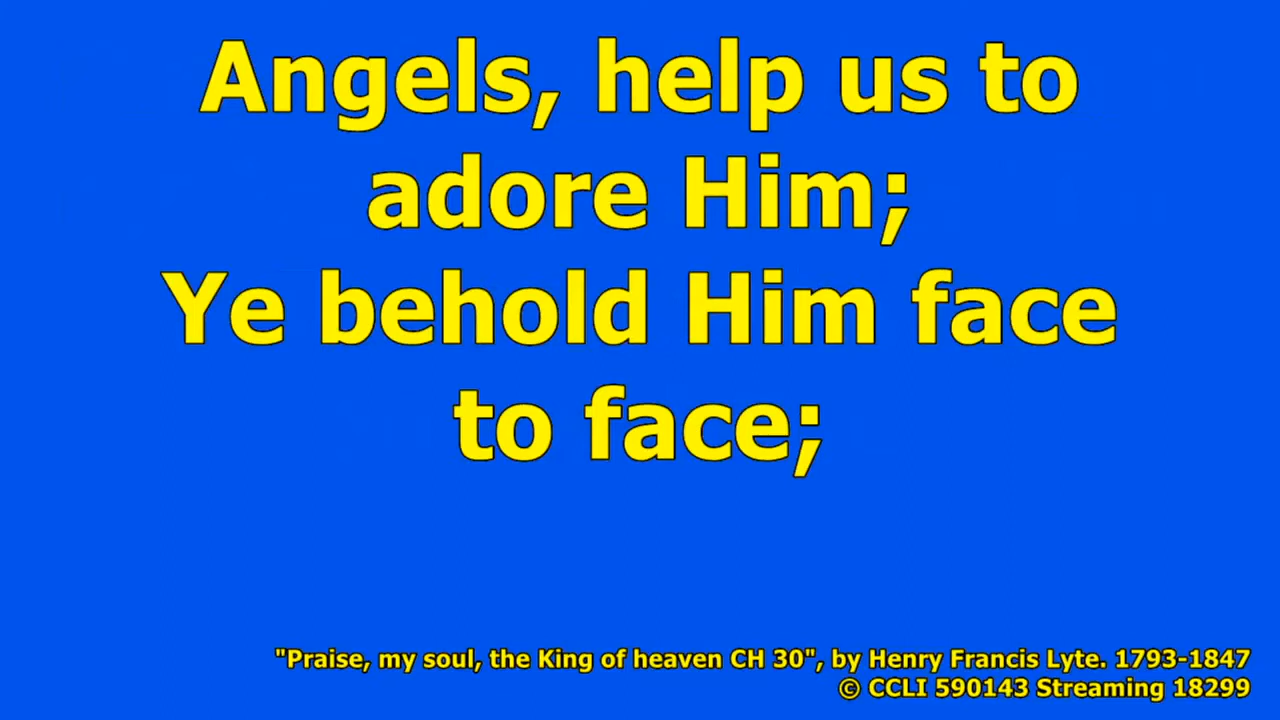 Angels, help us to
adore Him;
Ye behold Him face
to face;
"Praise, my soul, the King of heaven CH 30", by Henry Francis Lyte. 1793-1847
© CCLI 590143 Streaming 18299